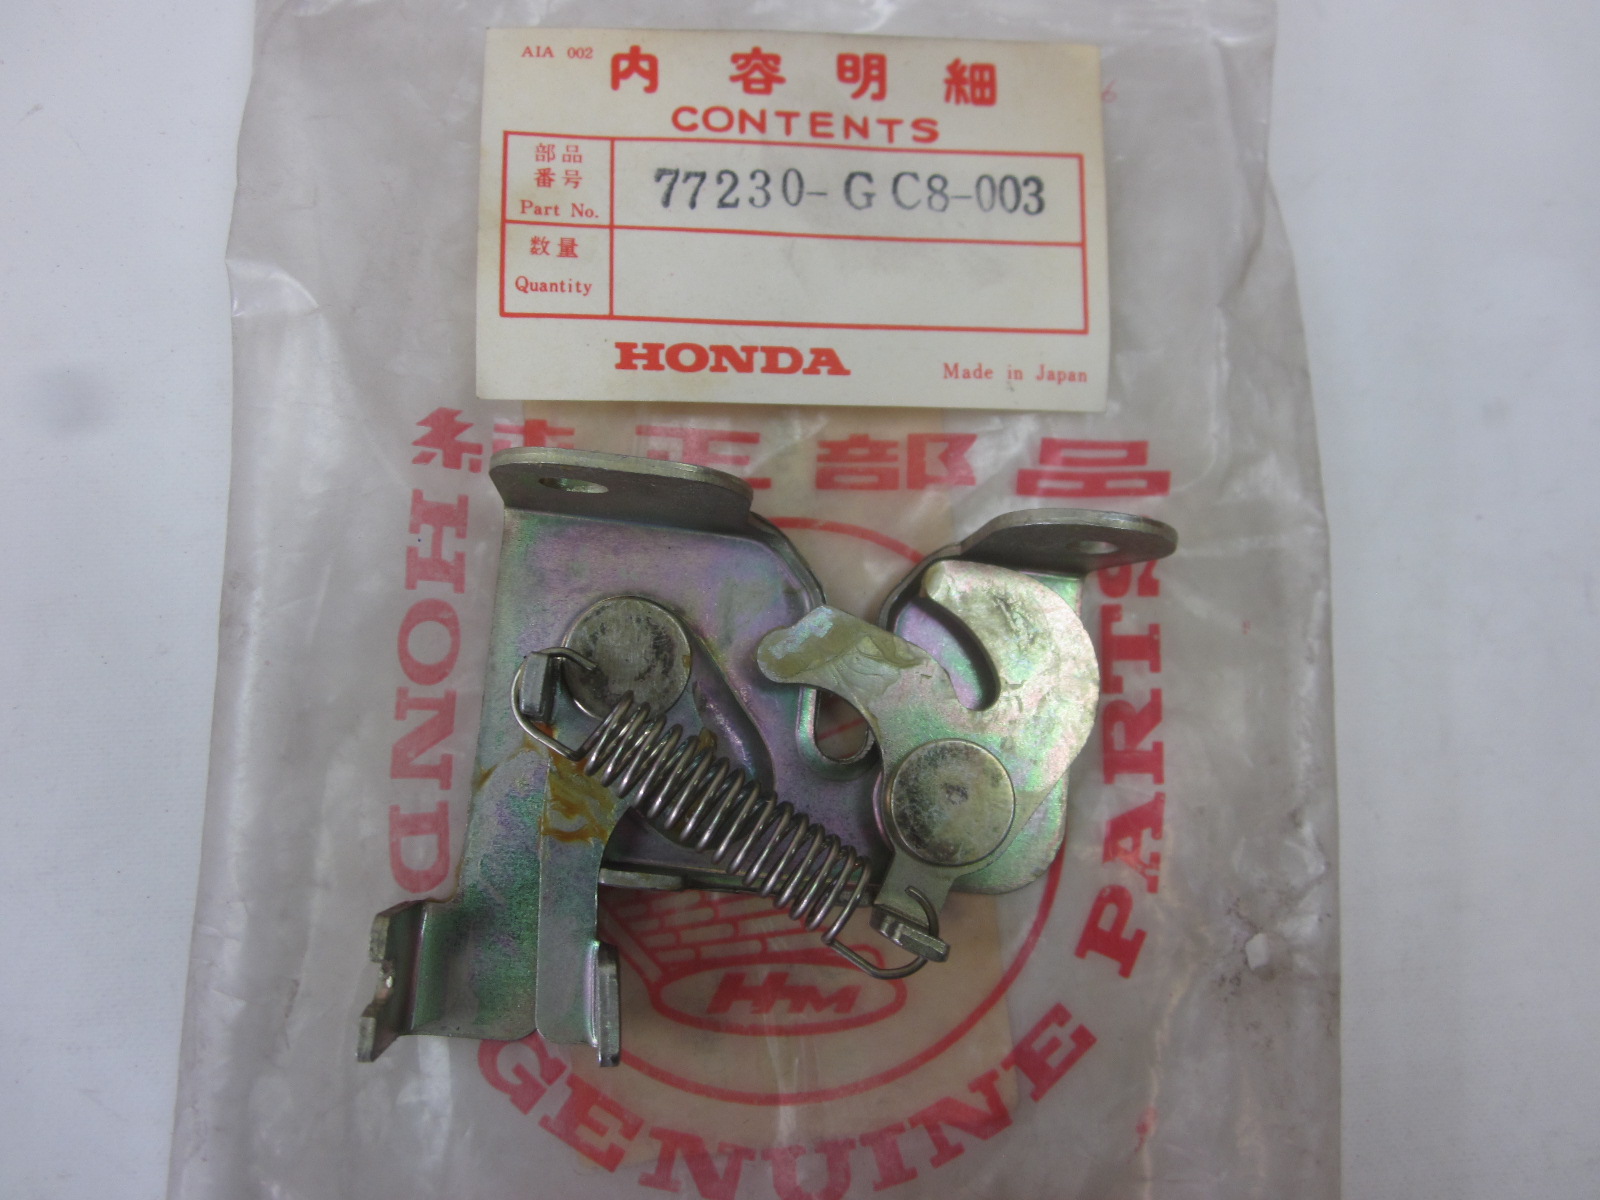 AIA 002
内容明細
CONTENTS
部品
番号
Part No.
77230-GC8-003
数量
Quantity
HONDA
Made in Japan
純正部品
HONDA GENUINE PARTS
HM